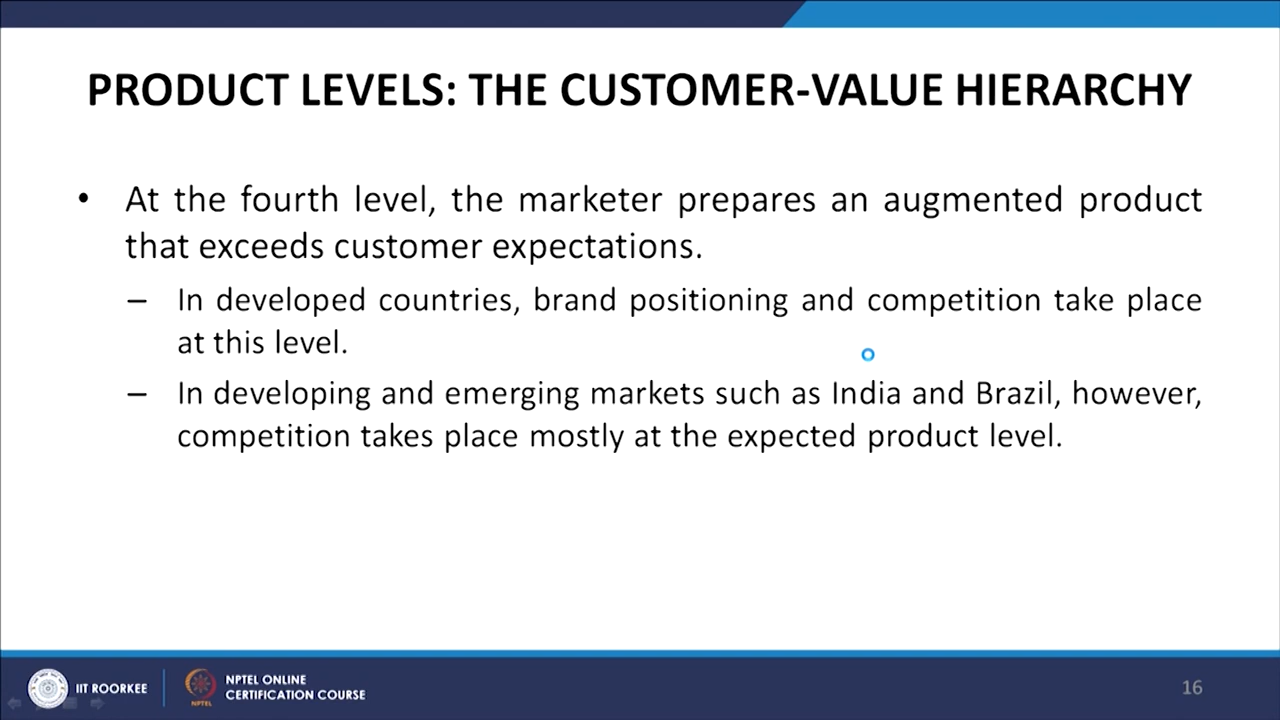 PRODUCT LEVELS: THE CUSTOMER-VALUE HIERARCHY
• At the fourth level, the marketer prepares an augmented product
that exceeds customer expectations.
– In developed countries, brand positioning and competition take place
at this level.
– In developing and emerging markets such as India and Brazil, however,
competition takes place mostly at the expected product level.
IIT ROORKEE
NPTEL
NPTEL ONLINE
CERTIFICATION COURSE
16